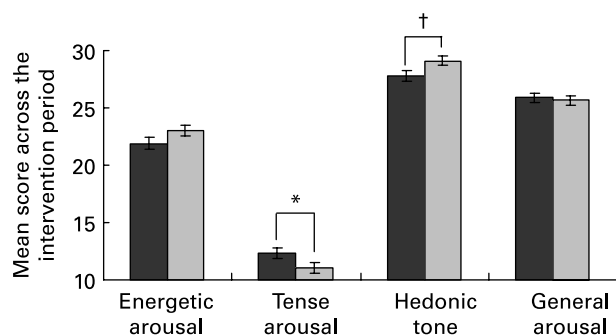 †
30
25
20
15
10
*
Mean score across the
intervention period
Energetic
arousal
Tense
arousal
Hedonic
tone
General
arousal